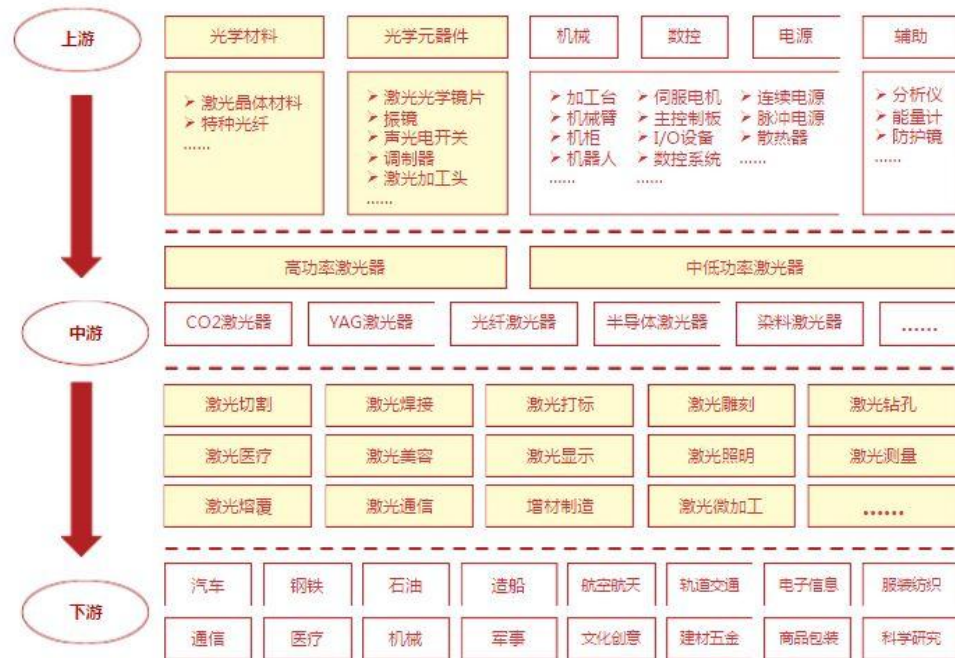 上游
光学材料
光学元器件
机械
数控
电源
辅助
➢ 激光晶体材料
➢ 特种光纤
......
➢ 激光光学镜片
➢ 振镜
➢ 声光电开关
➢ 调制器
➢ 激光加工头
......
➢ 加工台
➢ 机械臂
➢ 机柜
➢ 机器人
......
➢ 伺服电机
➢ 主控制板
➢ I/O设备
➢ 数控系统
......
➢ 连续电源
➢ 脉冲电源
➢ 散热器
......
➢ 分析仪
➢ 能量计
➢ 防护镜
......
高功率激光器
中低功率激光器
中游
CO2激光器
YAG激光器
光纤激光器
半导体激光器
染料激光器
......
激光切割
激光焊接
激光打标
激光雕刻
激光钻孔
激光医疗
激光美容
激光显示
激光照明
激光测量
激光熔覆
激光通信
增材制造
激光微加工
......
下游
汽车
钢铁
石油
造船
航空航天
轨道交通
电子信息
服装纺织
通信
医疗
机械
军事
文化创意
建材五金
商品包装
科学研究